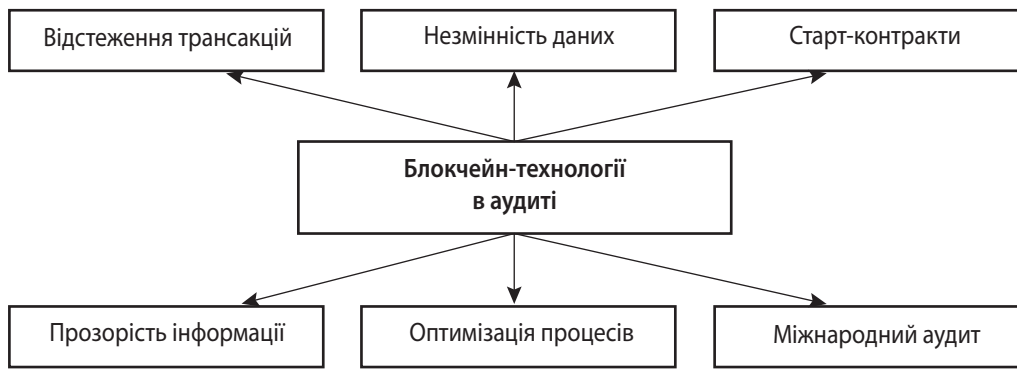 Відстеження трансакцій
Незмінність даних
Старт-контракти
Блокчейн-технології
в аудиті
Прозорість інформації
Оптимізація процесів
Міжнародний аудит